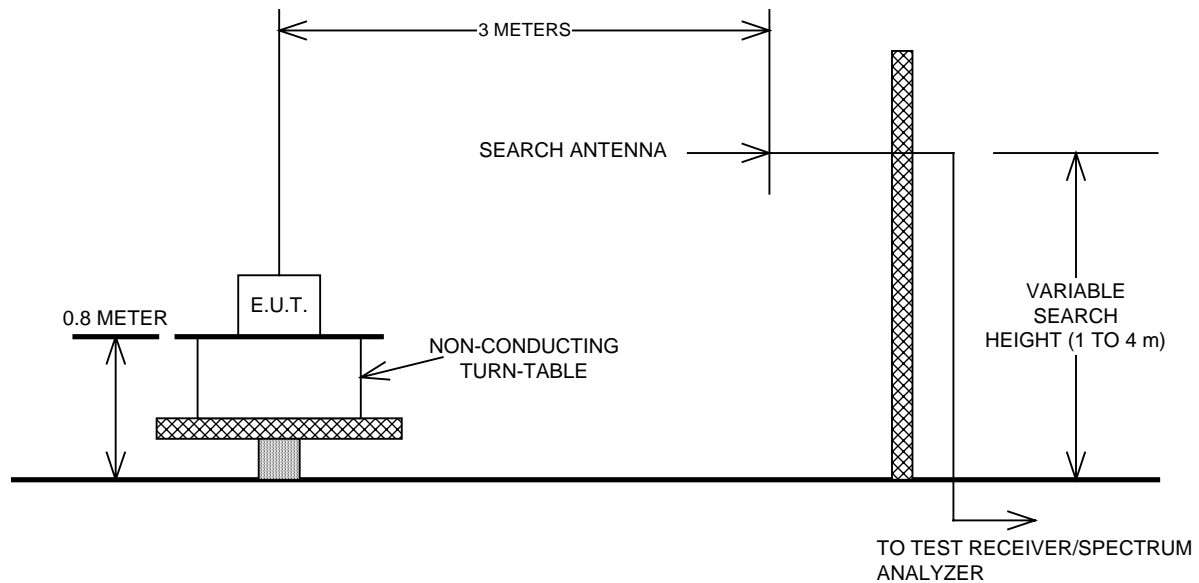 3 METERS
SEARCH ANTENNA
E.U.T.
0.8 METER
NON-CONDUCTING
TURN-TABLE
VARIABLE
SEARCH
HEIGHT (1 TO 4 m)
TO TEST RECEIVER/SPECTRUM
ANALYZER